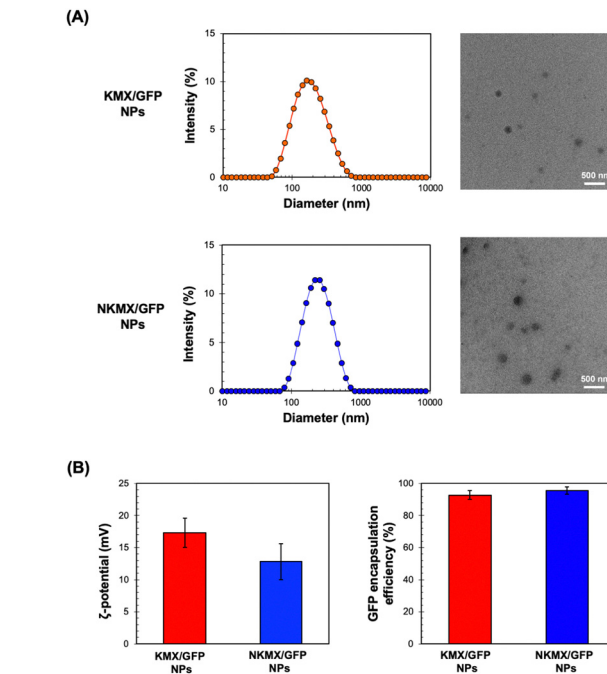 (A)
KMX/GFP
NPs
Intensity (%)
15
10
5
0
10
100
1000
10000
Diameter (nm)
500 nm
NKMX/GFP
NPs
Intensity (%)
15
10
5
0
10
100
1000
10000
Diameter (nm)
500 nm
(B)
ζ-potential (mV)
25
20
15
10
5
0
KMX/GFP
NPs
NKMX/GFP
NPs
GFP encapsulation
efficiency (%)
100
80
60
40
20
0
KMX/GFP
NPs
NKMX/GFP
NPs